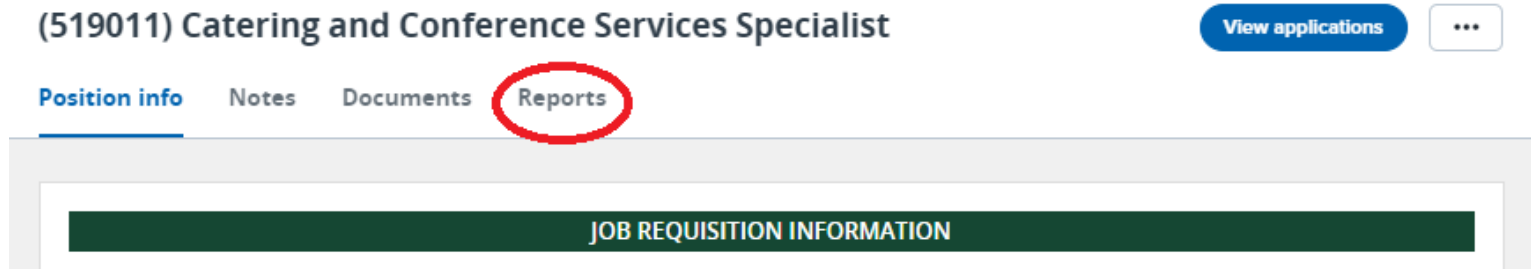 (519011) Catering and Conference Services Specialist
View applications
...
Position info
Notes
Documents
Reports
JOB REQUISITION INFORMATION